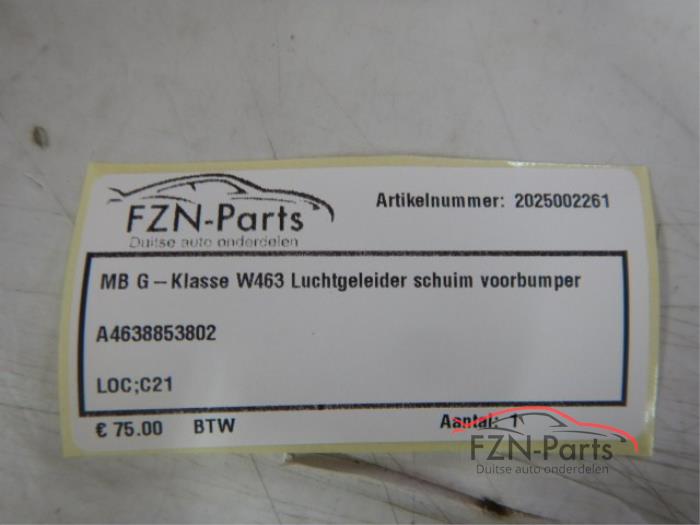 FZN-Parts
Duitse auto onderdelen
Artikelnummer: 2025002261
MB G-Klasse W463 Luchtgeleider schuim voorbumper
A4638853802
LOC;C21
€ 75.00 BTW Aantal: 1
FZN-Parts
Duitse auto onderdelen